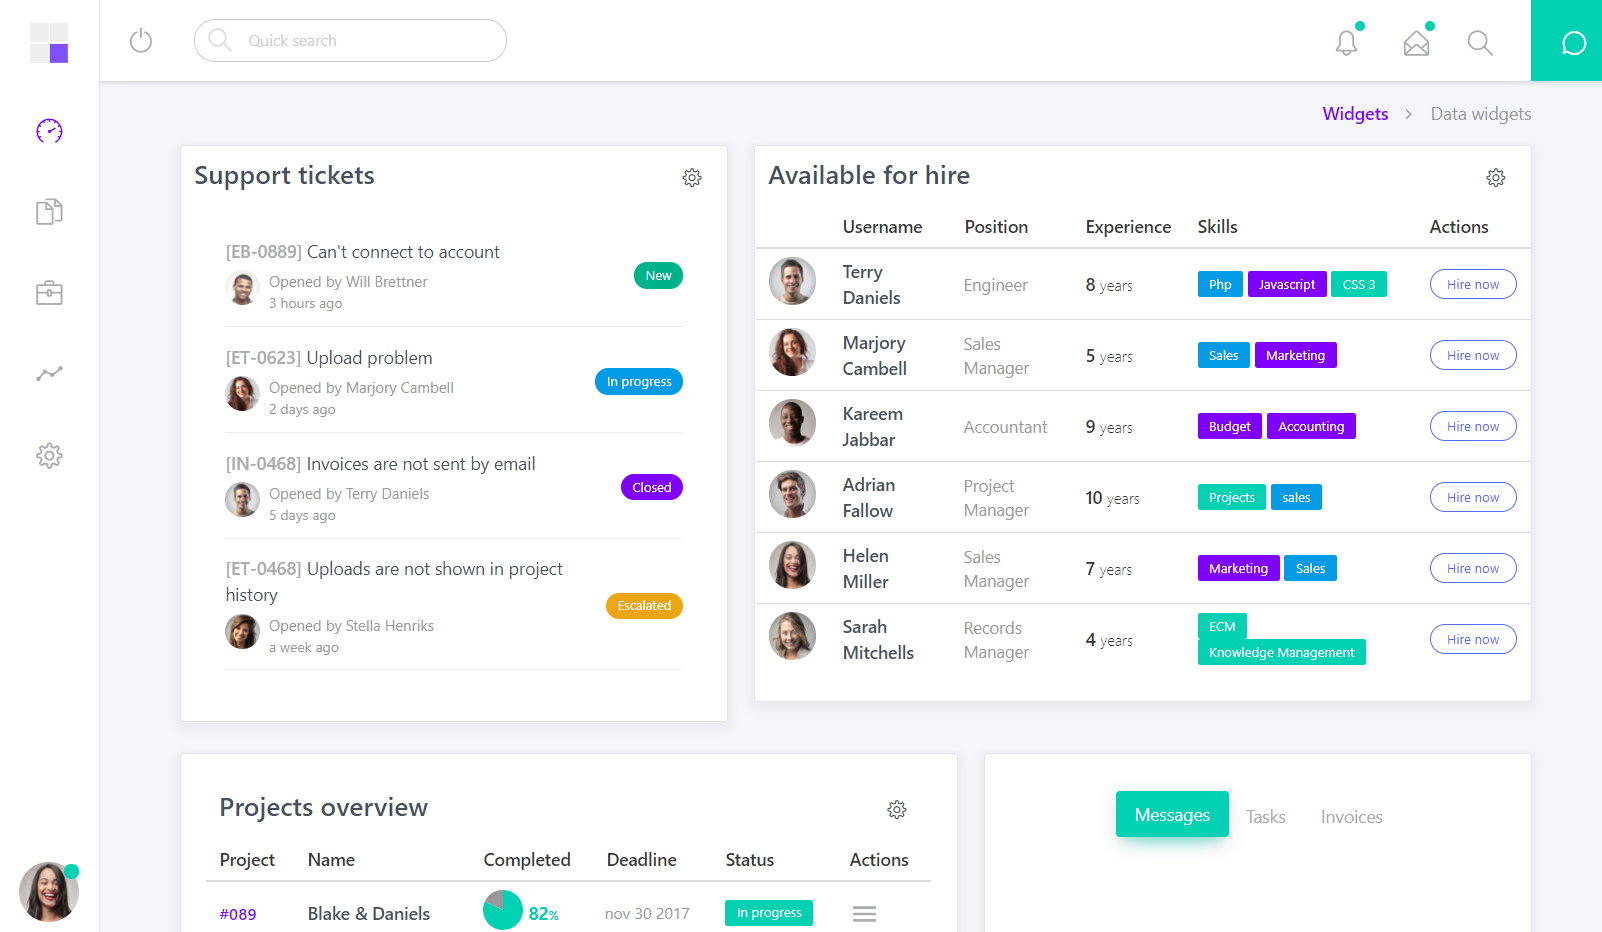 Quick search
Widgets > Data widgets
Support tickets
[EB-0889] Can't connect to account
Opened by Will Brettner
3 hours ago
New
[ET-0623] Upload problem
Opened by Marjory Cambell
2 days ago
In progress
[IN-0468] Invoices are not sent by email
Opened by Terry Daniels
5 days ago
Closed
[ET-0468] Uploads are not shown in project
history
Opened by Stella Henriks
a week ago
Escalated
Available for hire
Username Position Experience Skills Actions
Terry
Daniels
Engineer
8 years
Php Javascript CSS 3
Hire now
Marjory
Cambell
Sales
Manager
5 years
Sales Marketing
Hire now
Kareem
Jabbar
Accountant
9 years
Budget Accounting
Hire now
Adrian
Fallow
Project
Manager
10 years
Projects sales
Hire now
Helen
Miller
Sales
Manager
7 years
Marketing Sales
Hire now
Sarah
Mitchells
Records
Manager
4 years
ECM
Knowledge Management
Hire now
Projects overview
Project Name Completed Deadline Status Actions
#089 Blake & Daniels 82% nov 30 2017 In progress
Messages Tasks Invoices